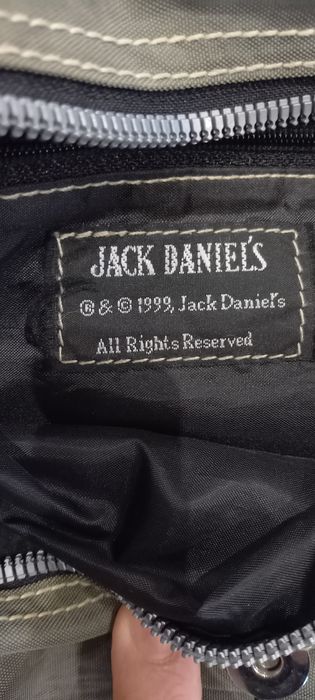 JACK DANIEL'S
® & © 1999, Jack Daniel's
All Rights Reserved